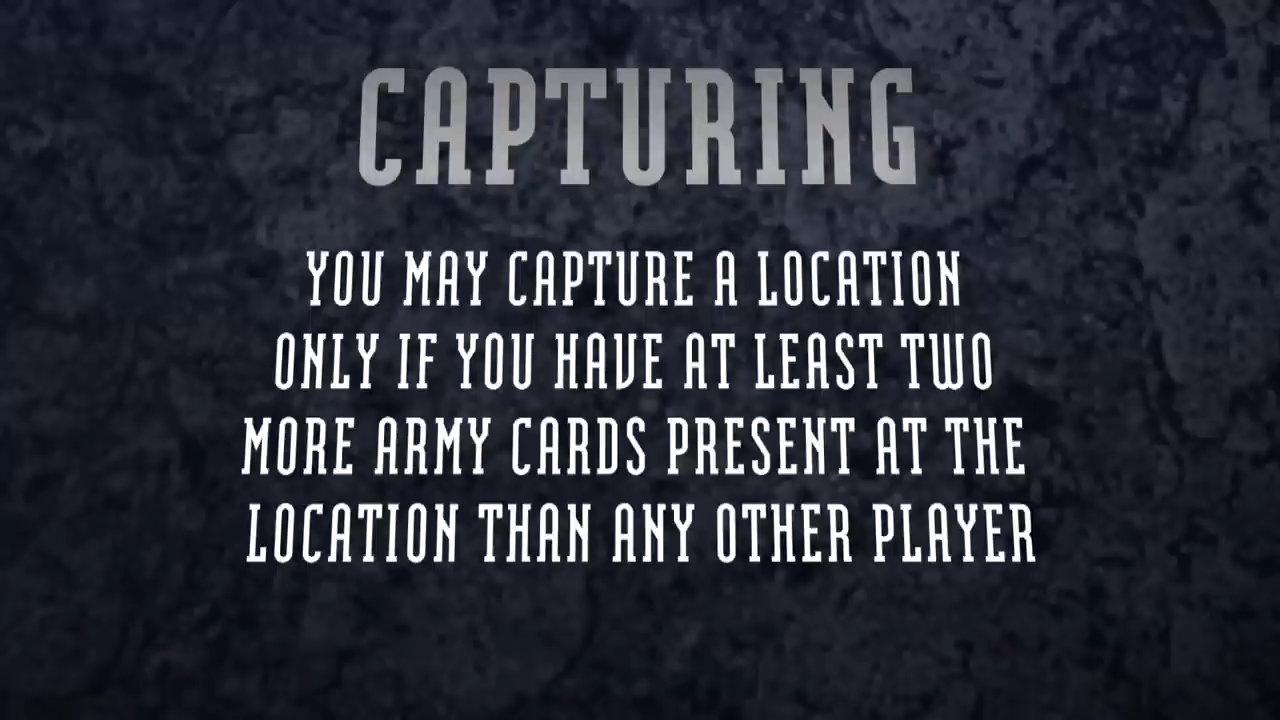 CAPTURING
YOU MAY CAPTURE A LOCATION
ONLY IF YOU HAVE AT LEAST TWO
MORE ARMY CARDS PRESENT AT THE
LOCATION THAN ANY OTHER PLAYER